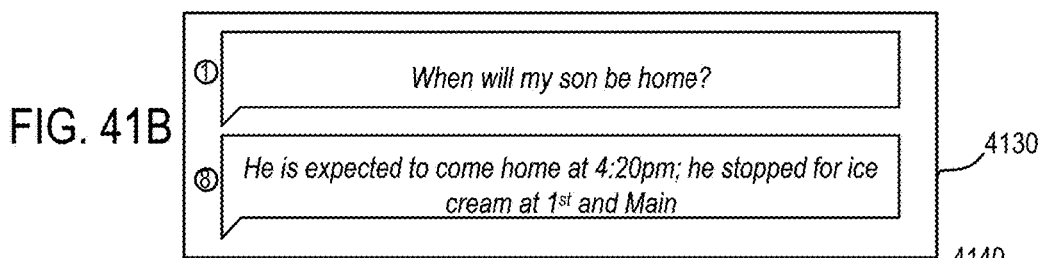 ①
When will my son be home?
FIG. 41B
⑧
He is expected to come home at 4:20pm; he stopped for ice
cream at 1st and Main
4130
4140